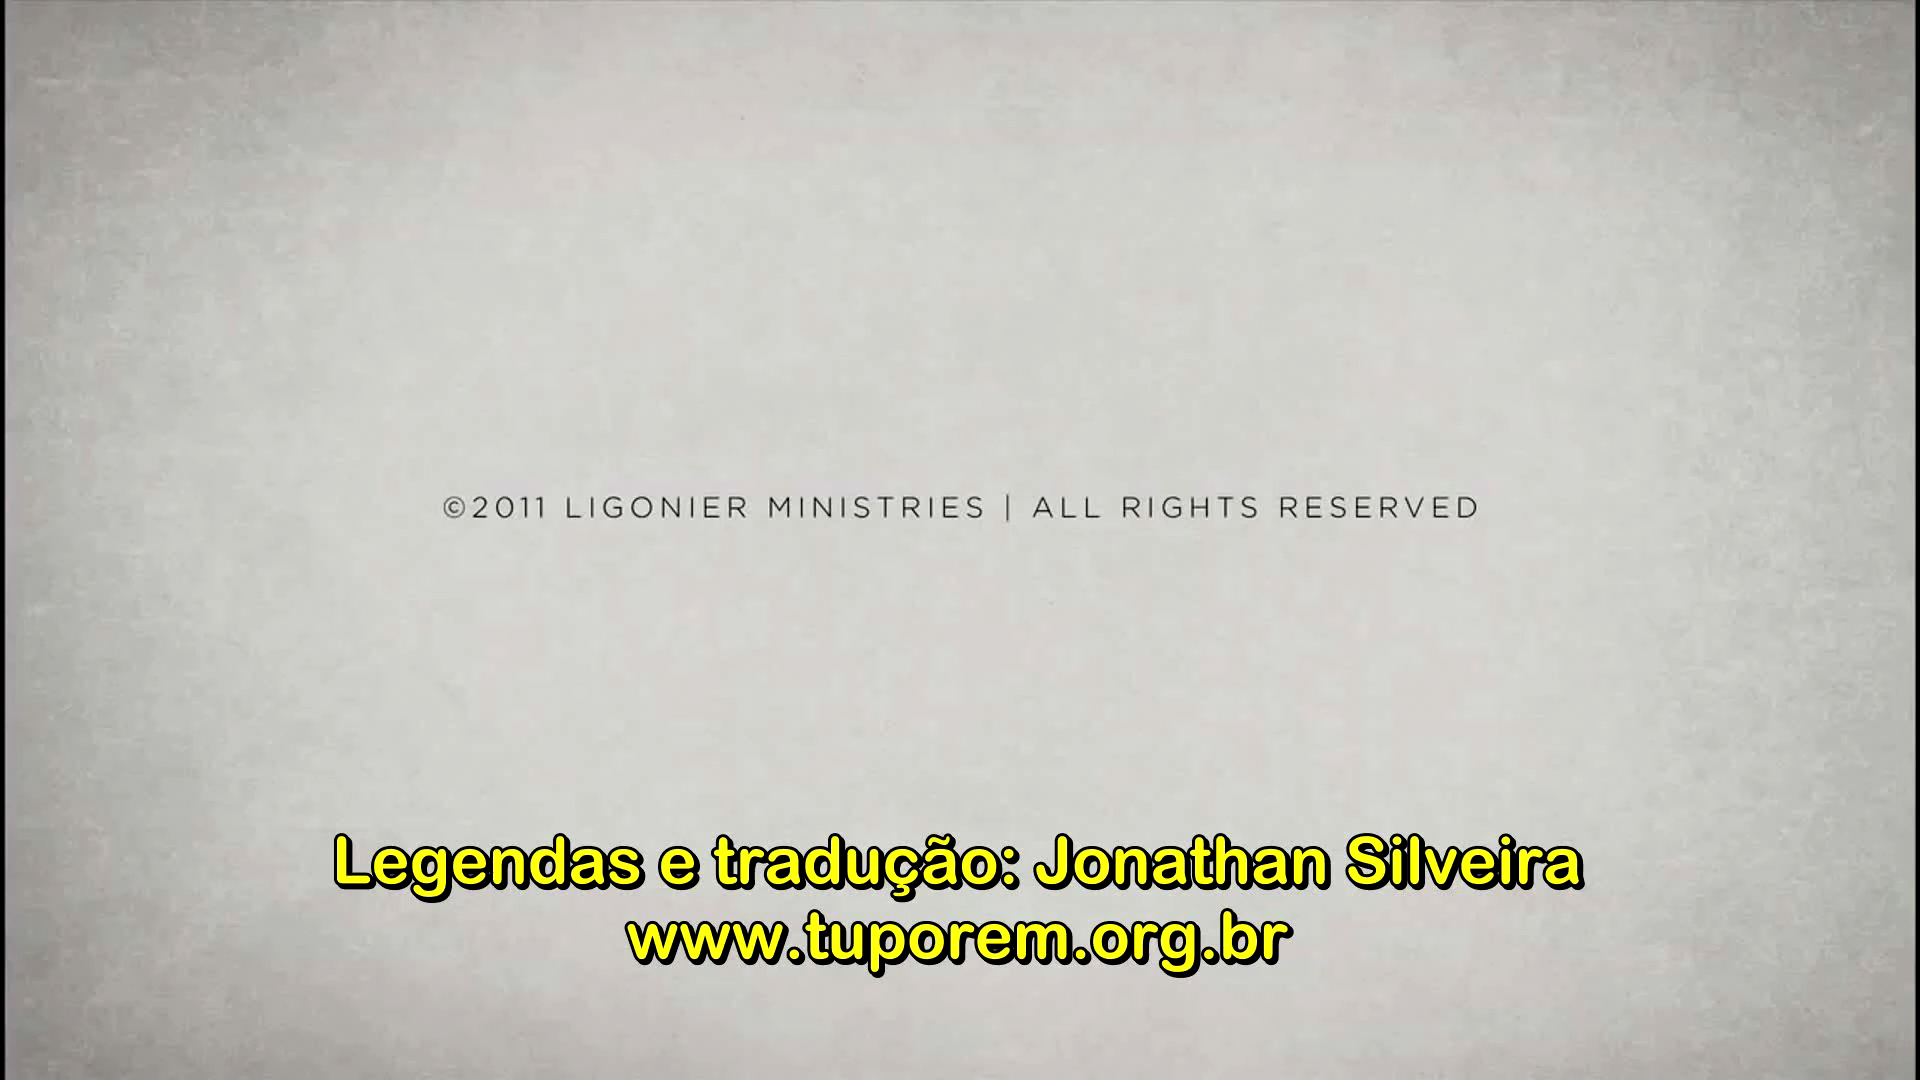 ©2011 LIGONIER MINISTRIES | ALL RIGHTS RESERVED
Legendas e tradução: Jonathan Silveira
www.tuporem.org.br